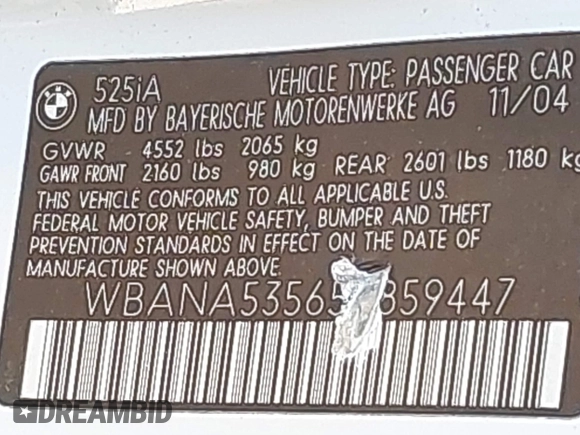 525iA VEHICLE TYPE: PASSENGER CAR
MFD BY BAYERISCHE MOTORENWERKE AG 11/04
GVWR 4552 lbs 2065 kg
GAWR FRONT 2160 lbs 980 kg REAR 2601 lbs 1180 kg
THIS VEHICLE CONFORMS TO ALL APPLICABLE U.S.
FEDERAL MOTOR VEHICLE SAFETY, BUMPER AND THEFT
PREVENTION STANDARDS IN EFFECT ON THE DATE OF
MANUFACTURE SHOWN ABOVE.
DREAMBID